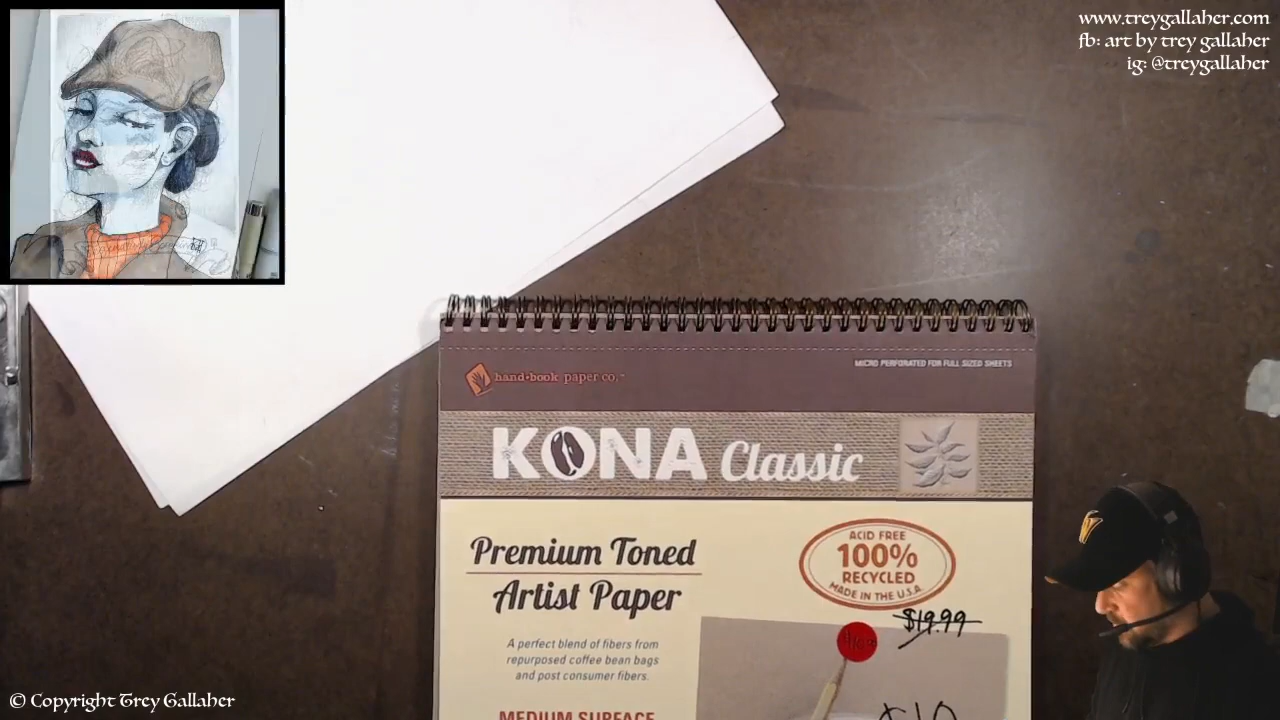 www.treygallaher.com
fb: art by trey gallaher
ig: @treygallaher
hand•book paper co.™
MICRO PERFORATED FOR FULL SIZED SHEETS
KONA Classic
Premium Toned
Artist Paper
ACID FREE
100%
RECYCLED
MADE IN THE U.S.A.
$19.99
A perfect blend of fibers from
repurposed coffee bean bags
and post consumer fibers.
MEDIUM SURFACE
© Copyright Trey Gallaher